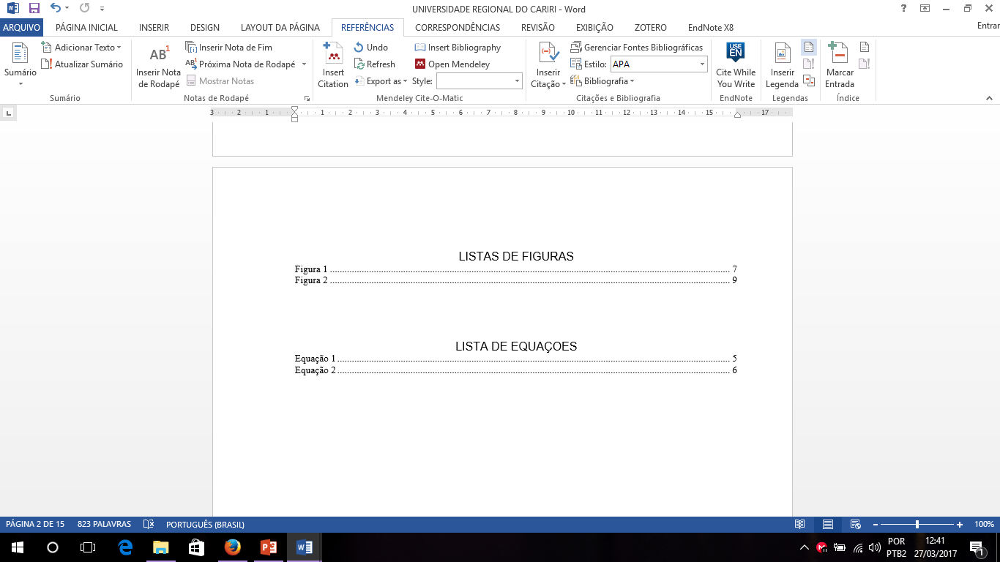 UNIVERSIDADE REGIONAL DO CARIRI - Word
?
ARQUIVO PÁGINA INICIAL INSERIR DESIGN LAYOUT DA PÁGINA REFERÊNCIAS CORRESPONDÊNCIAS REVISÃO EXIBIÇÃO ZOTERO EndNote X8 Entrar
Sumário
Adicionar Texto
Atualizar Sumário
Sumário
AB1
Inserir Nota
de Rodapé
Inserir Nota de Fim
Próxima Nota de Rodapé
Mostrar Notas
Notas de Rodapé
Insert
Citation
Undo
Refresh
Export as
Insert Bibliography
Open Mendeley
Style:
Mendeley Cite-O-Matic
Inserir
Citação
Gerenciar Fontes Bibliográficas
Estilo: APA
Bibliografia
Citações e Bibliografia
USE
EN
Cite While
You Write
EndNote
Inserir
Legenda
Legendas
Marcar
Entrada
Índice
3 2 1 1 2 3 4 5 6 7 8 9 10 11 12 13 14 15 17
LISTAS DE FIGURAS
Figura 1 ........ 7
Figura 2 ........ 9
LISTA DE EQUAÇOES
Equação 1 ........ 5
Equação 2 ........ 6
PÁGINA 2 DE 15 823 PALAVRAS PORTUGUÊS (BRASIL) 100%
POR
PTB2
12:41
27/03/2017
1